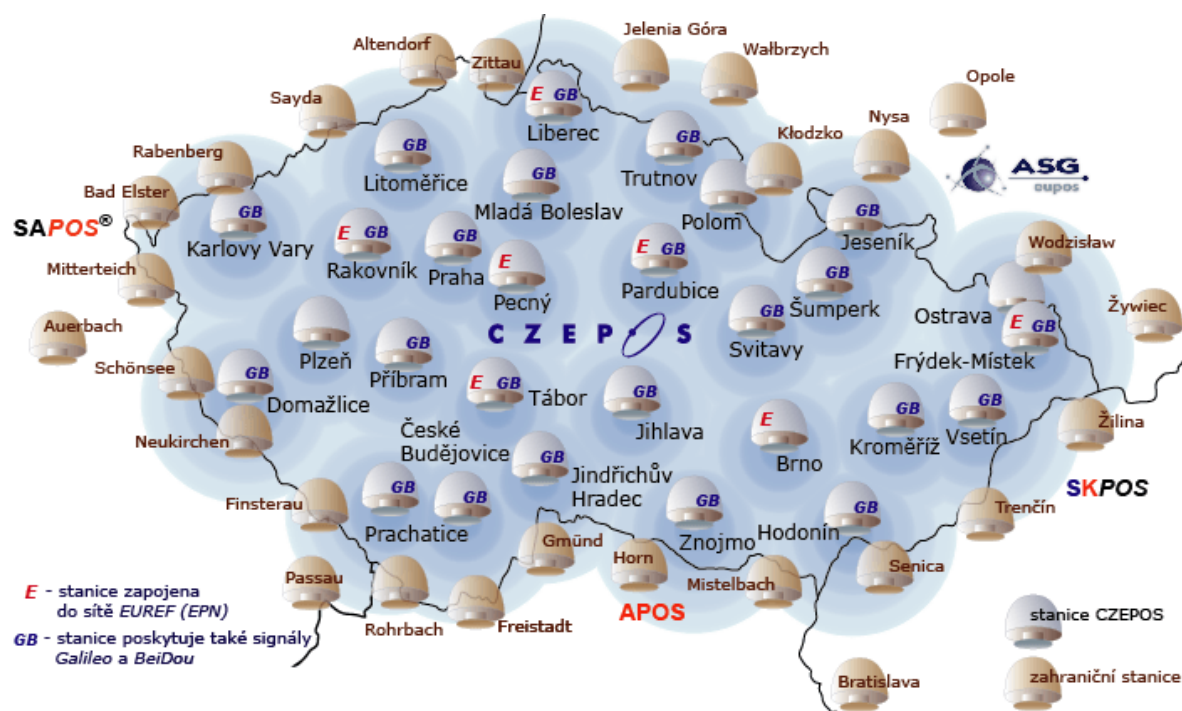 Jelenia Góra
Altendorf
Wałbrzych
Zittau
Opole
Sayda
E GB
Liberec
Nysa
GB
Litoměřice
GB
Trutnov
Kłodzko
Rabenberg
ASG
eupos
Bad Elster
GB
Mladá Boleslav
Polom
GB
Jeseník
SAPOS®
GB
Karlovy Vary
E GB
Rakovník
GB
Praha
E
Pecný
E GB
Pardubice
GB
Šumperk
Wodzisław
Mitterteich
Ostrava
Żywiec
Auerbach
Plzeň
CZEPOS
GB
Svitavy
E GB
Frýdek-Místek
Schönsee
GB
Domažlice
GB
Příbram
E GB
Tábor
GB
Jihlava
E
Brno
GB
Kroměříž
GB
Vsetín
Žilina
Neukirchen
České
Budějovice
GB
Jindřichův
Hradec
SKPOS
Finsterau
GB
Prachatice
GB
GB
Znojmo
Hodonín
GB
Trenčín
Gmünd
Horn
Mistelbach
Senica
Passau
Rohrbach
Freistadt
APOS
E - stanice zapojena
do sítě EUREF (EPN)
GB - stanice poskytuje také signály
Galileo a BeiDou
stanice CZEPOS
Bratislava
zahraniční stanice